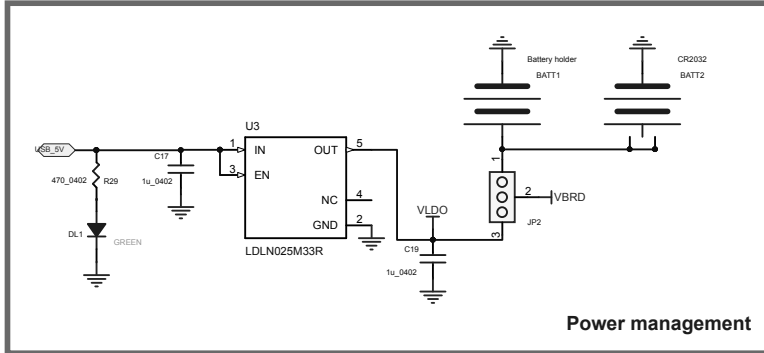 Battery holder
BATT1
CR2032
BATT2
U3
USB_5V
C17
1u_0402
470_0402
R29
DL1
GREEN
1
IN
OUT
5
3
EN
NC
4
GND
2
LDLN025M33R
VLDO
C19
1u_0402
1
2
VBRD
JP2
3
Power management